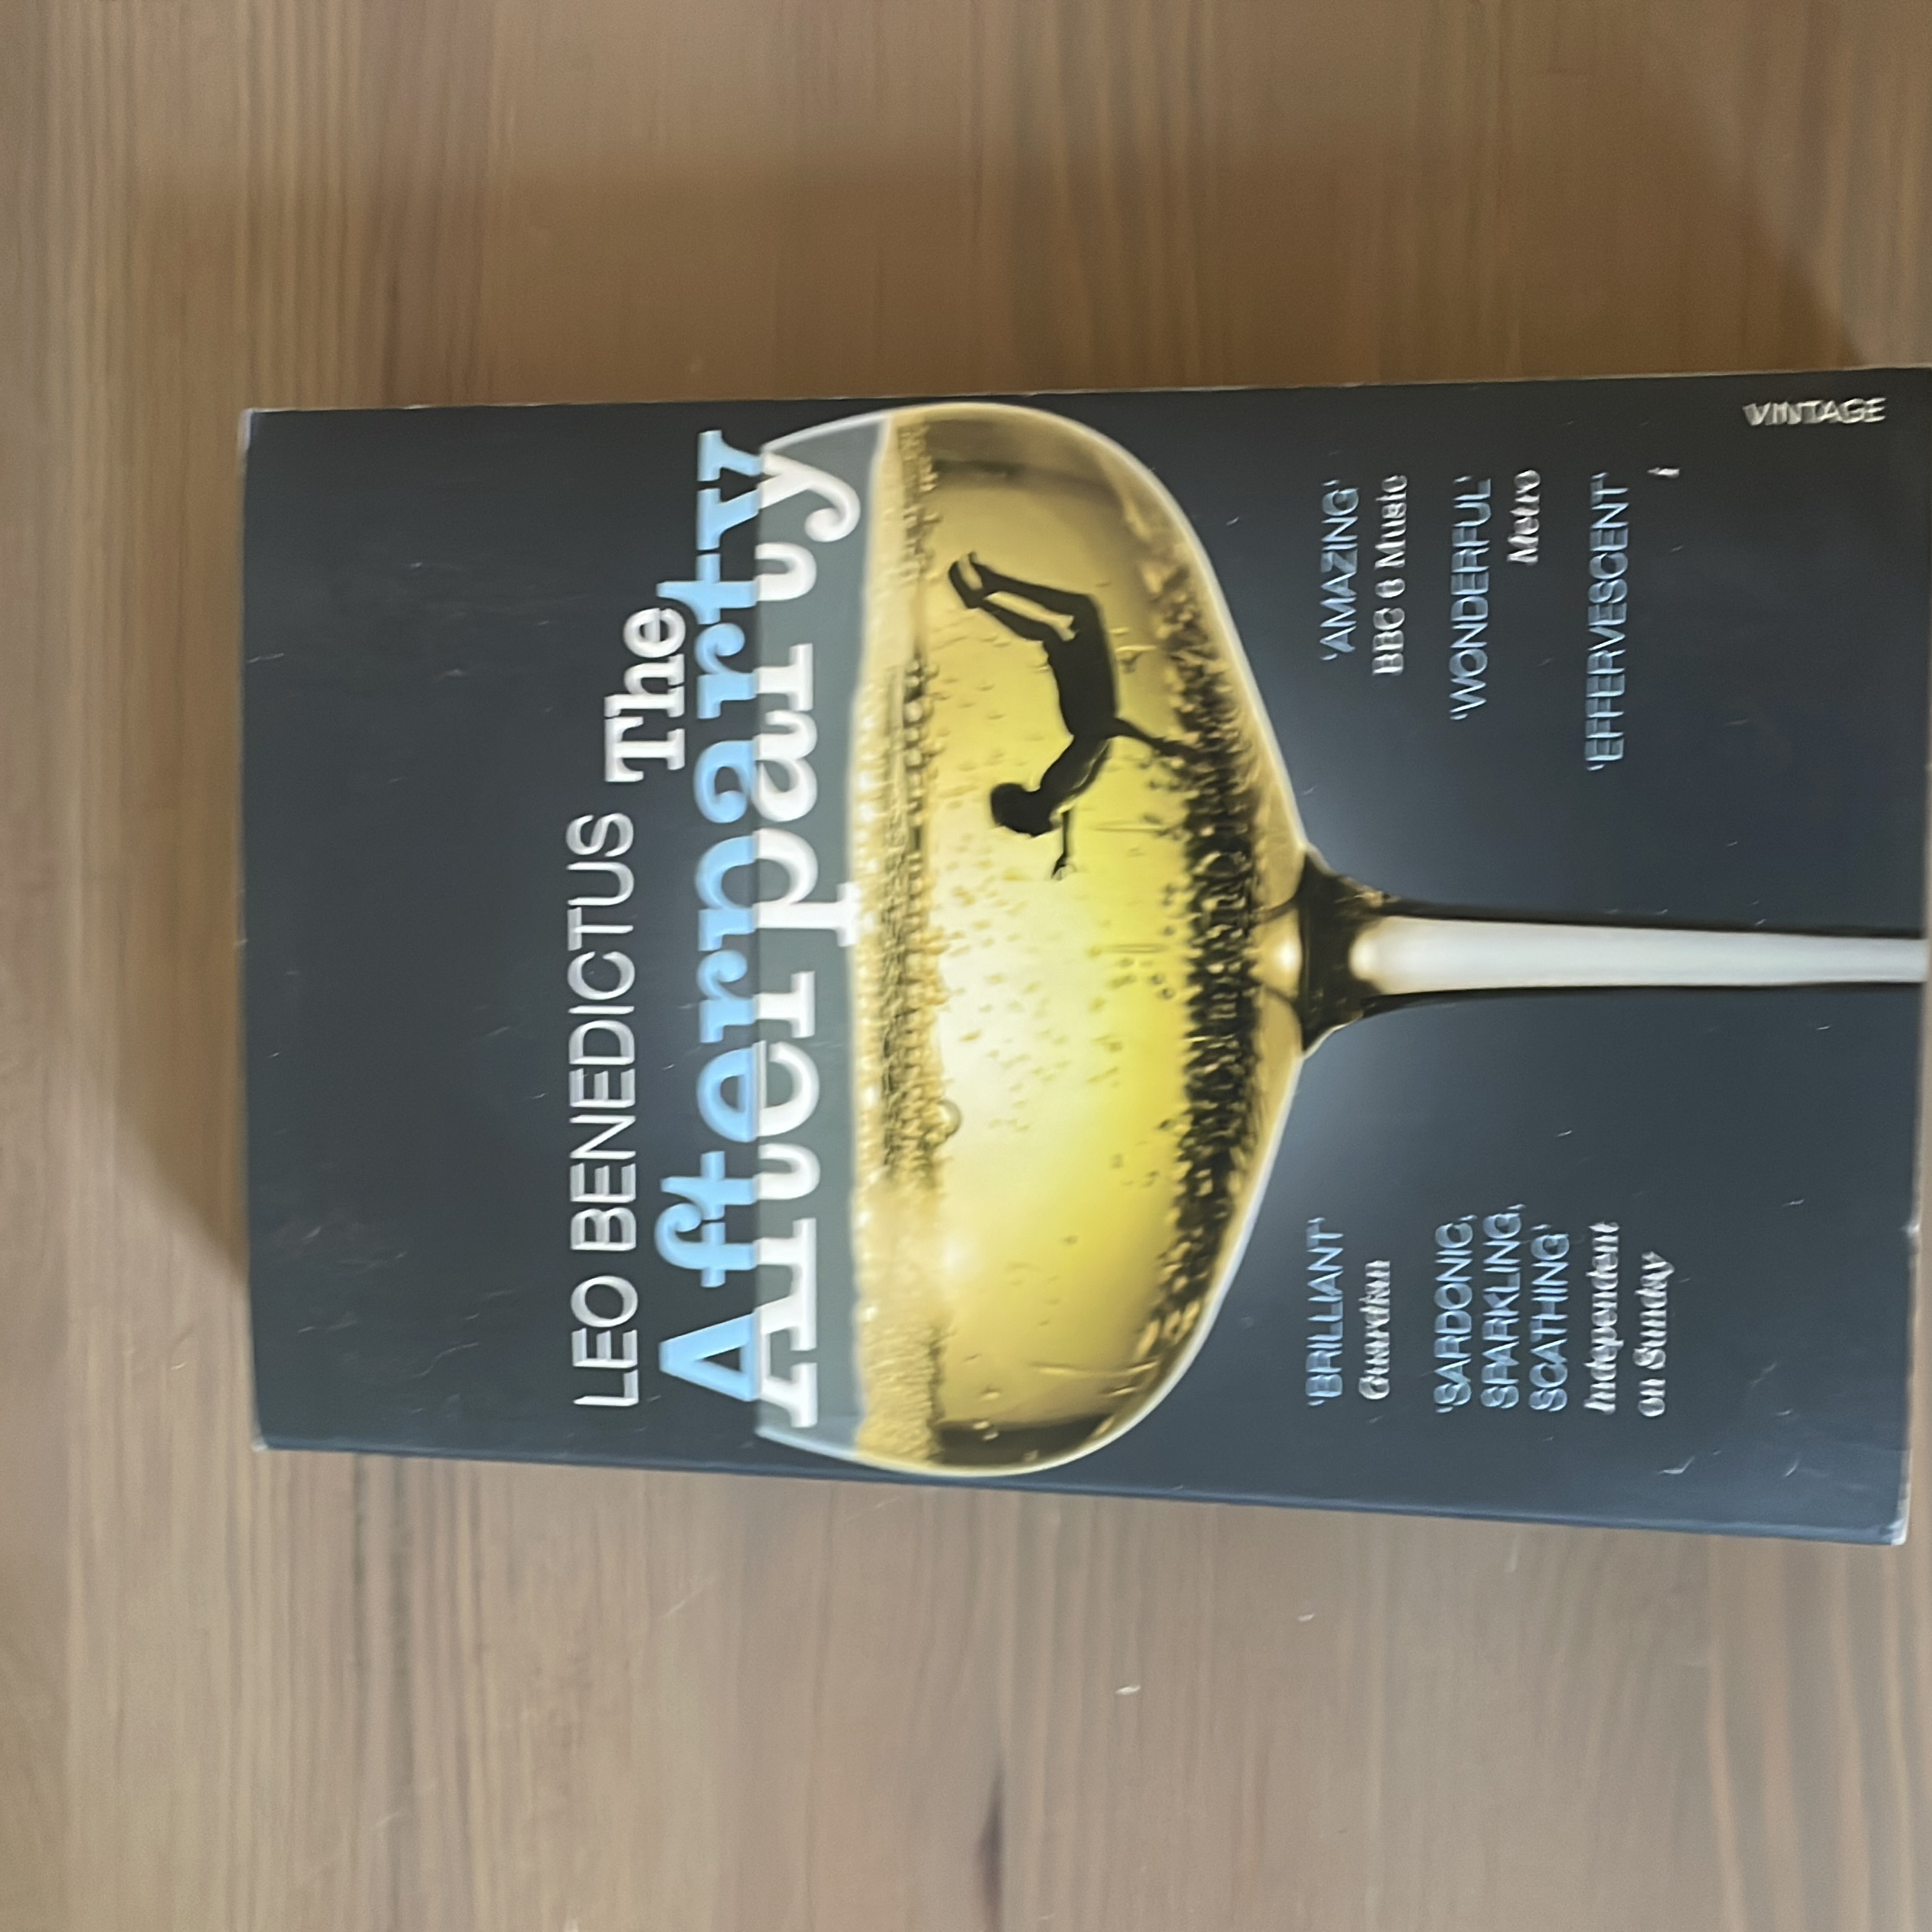 LEO BENEDICTUS
The
Afterparty
'BRILLIANT'
Guardian
'SARDONIC,
SPARKLING,
SCATHING'
Independent
on Sunday
'AMAZING'
BBC 6 Music
'WONDERFUL'
Metro
'EFFERVESCENT'
i
VINTAGE